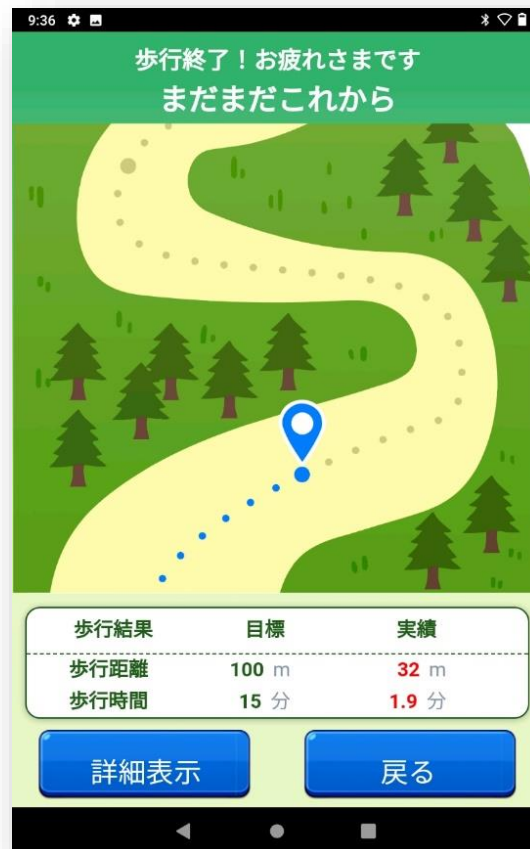 9:36
歩行終了！お疲れさまです
まだまだこれから
歩行結果 目標 実績
歩行距離 100 m 32 m
歩行時間 15 分 1.9 分
詳細表示 戻る